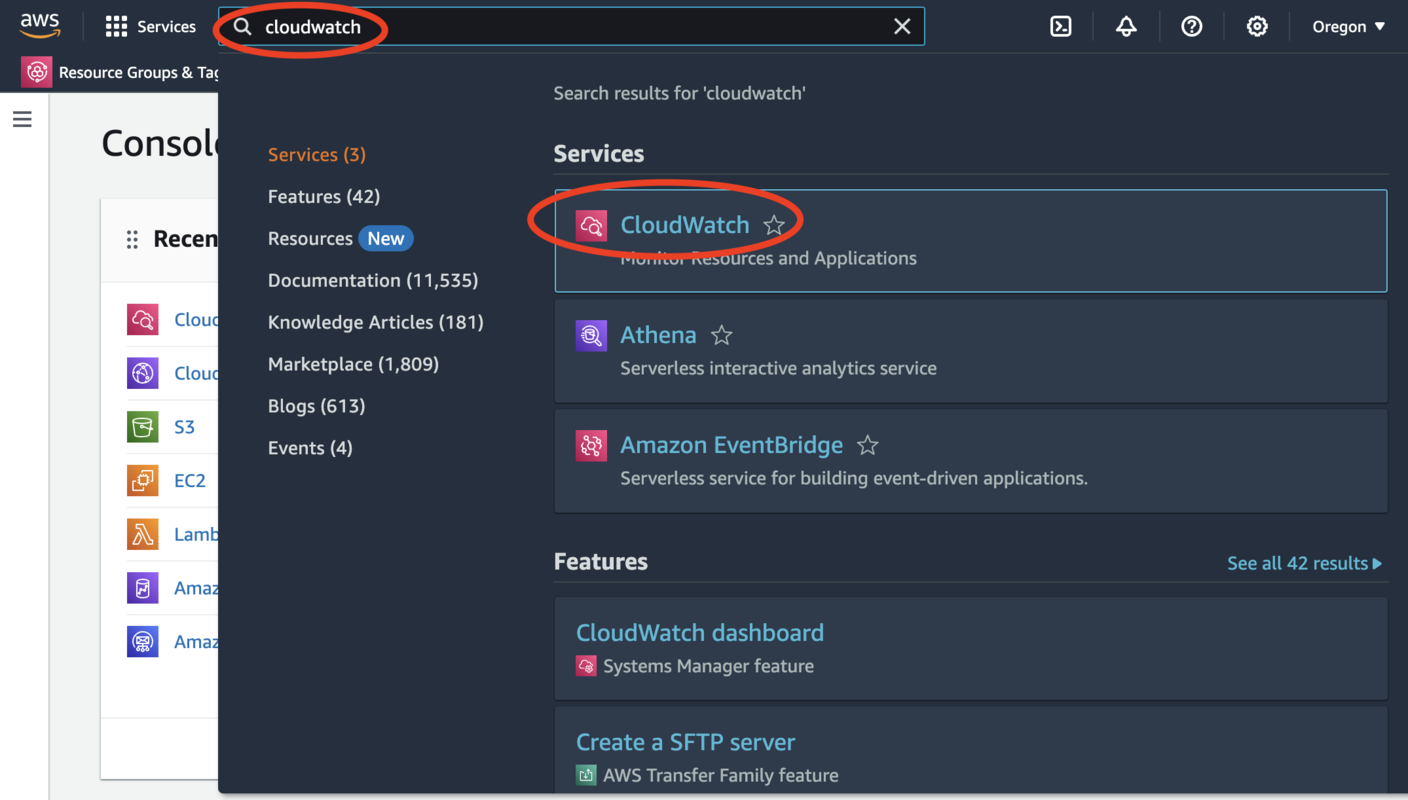 aws
Services
cloudwatch
Oregon
Resource Groups & Tag
Console
Recen
Cloud
Cloud
S3
EC2
Lamb
Amaz
Amaz
Search results for 'cloudwatch'
Services (3)
Features (42)
Resources New
Documentation (11,535)
Knowledge Articles (181)
Marketplace (1,809)
Blogs (613)
Events (4)
Services
CloudWatch
Monitor Resources and Applications
Athena
Serverless interactive analytics service
Amazon EventBridge
Serverless service for building event-driven applications.
Features
See all 42 results
CloudWatch dashboard
Systems Manager feature
Create a SFTP server
AWS Transfer Family feature